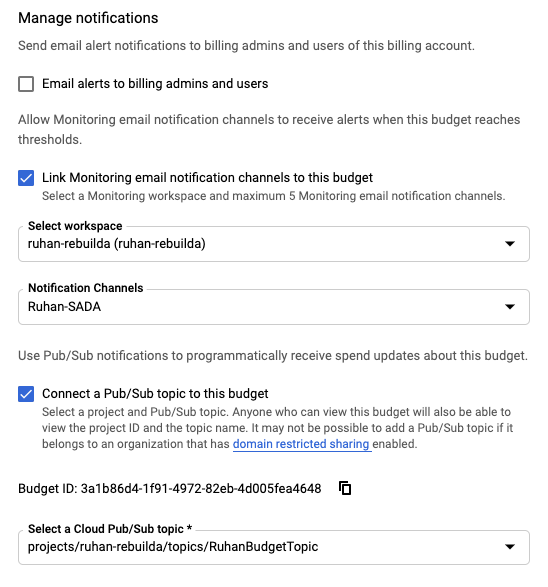 Manage notifications
Send email alert notifications to billing admins and users of this billing account.
Email alerts to billing admins and users
Allow Monitoring email notification channels to receive alerts when this budget reaches
thresholds.
Link Monitoring email notification channels to this budget
Select a Monitoring workspace and maximum 5 Monitoring email notification channels.
Select workspace
ruhan-rebuilda (ruhan-rebuilda)
Notification Channels
Ruhan-SADA
Use Pub/Sub notifications to programmatically receive spend updates about this budget.
Connect a Pub/Sub topic to this budget
Select a project and Pub/Sub topic. Anyone who can view this budget will also be able to
view the project ID and the topic name. It may not be possible to add a Pub/Sub topic if it
belongs to an organization that has domain restricted sharing enabled.
Budget ID: 3a1b86d4-1f91-4972-82eb-4d005fea4648
Select a Cloud Pub/Sub topic *
projects/ruhan-rebuilda/topics/RuhanBudgetTopic